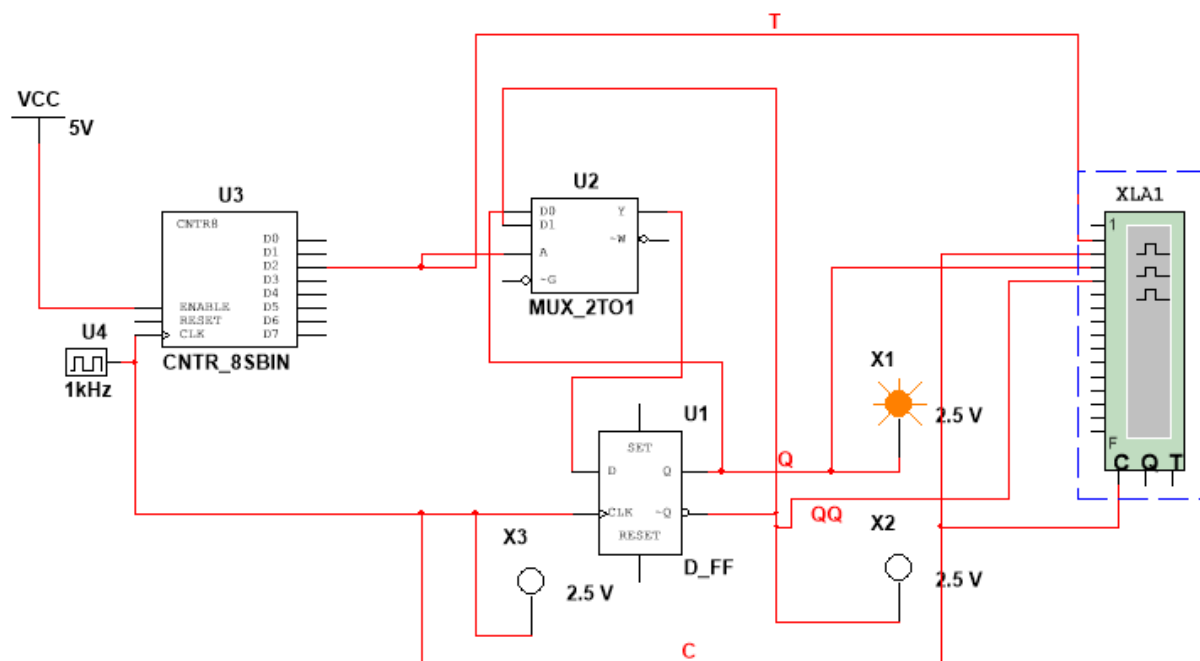 T
VCC
5V
U3
CNTR8
D0
D1
D2
D3
D4
D5
D6
D7
ENABLE
RESET
CLK
CNTR_8SBIN
U4
1kHz
U2
D0
D1
A
~G
Y
~W
MUX_2TO1
XLA1
1
F
C Q T
X1
2.5 V
U1
SET
D
Q
CLK
~Q
RESET
D_FF
Q
QQ
X2
2.5 V
X3
2.5 V
C